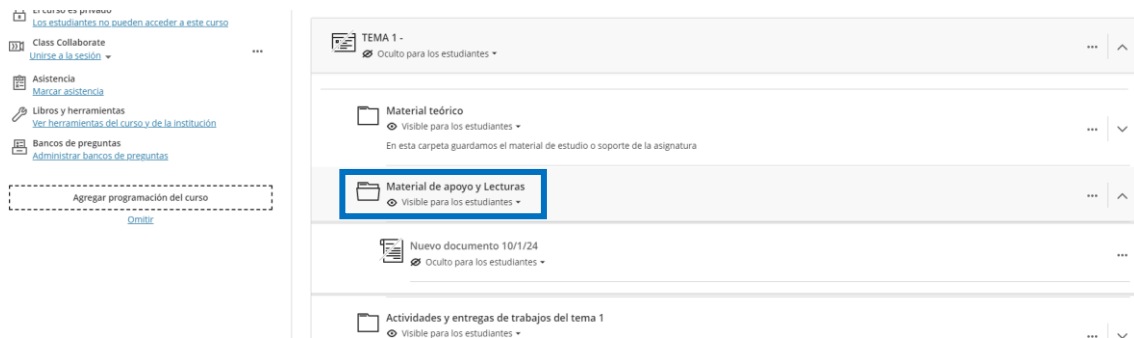 El curso es privado
Los estudiantes no pueden acceder a este curso
Class Collaborate
Unirse a la sesión
Asistencia
Marcar asistencia
Libros y herramientas
Ver herramientas del curso y de la institución
Bancos de preguntas
Administrar bancos de preguntas
Agregar programación del curso
Omitir
TEMA 1 -
Oculto para los estudiantes
Material teórico
Visible para los estudiantes
En esta carpeta guardamos el material de estudio o soporte de la asignatura
Material de apoyo y Lecturas
Visible para los estudiantes
Nuevo documento 10/1/24
Oculto para los estudiantes
Actividades y entregas de trabajos del tema 1
Visible para los estudiantes